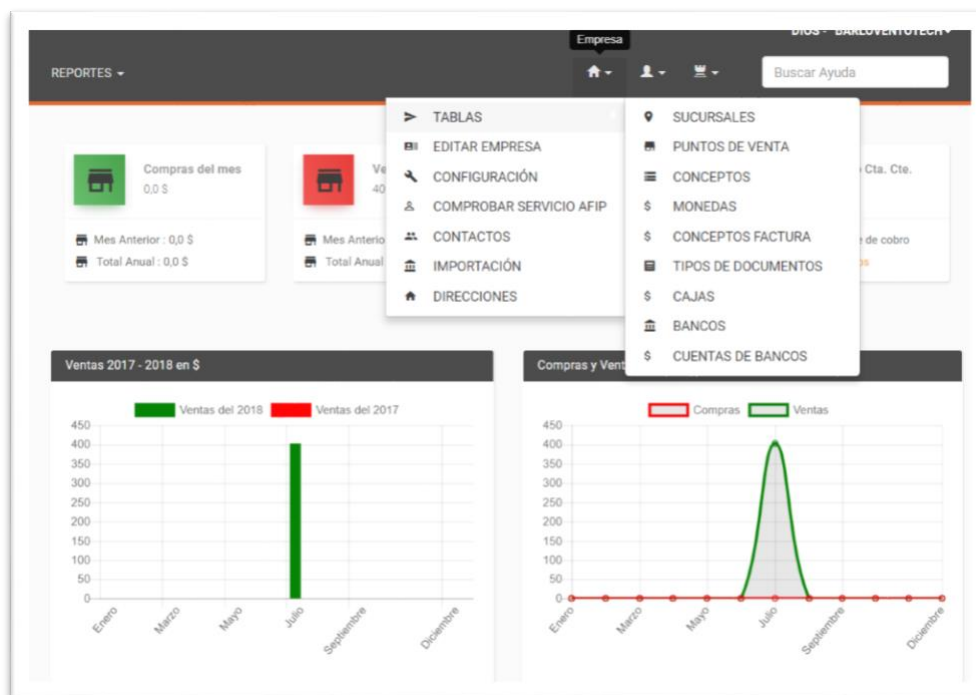 DIOS - BARLOVENTOTECH
Empresa
REPORTES
Buscar Ayuda
TABLAS
EDITAR EMPRESA
CONFIGURACIÓN
COMPROBAR SERVICIO AFIP
CONTACTOS
IMPORTACIÓN
DIRECCIONES
SUCURSALES
PUNTOS DE VENTA
CONCEPTOS
MONEDAS
CONCEPTOS FACTURA
TIPOS DE DOCUMENTOS
CAJAS
BANCOS
CUENTAS DE BANCOS
Compras del mes
0,0 $
Mes Anterior : 0,0 $
Total Anual : 0,0 $
Ve
40
Mes Anterio
Total Anual
Cta. Cte.
de cobro
Ventas 2017 - 2018 en $
Ventas del 2018 Ventas del 2017
450
400
350
300
250
200
150
100
50
0
Enero Marzo Mayo Julio Septiembre Diciembre
Compras y Vent
Compras Ventas
450
400
350
300
250
200
150
100
50
0
Enero Marzo Mayo Julio Septiembre Diciembre